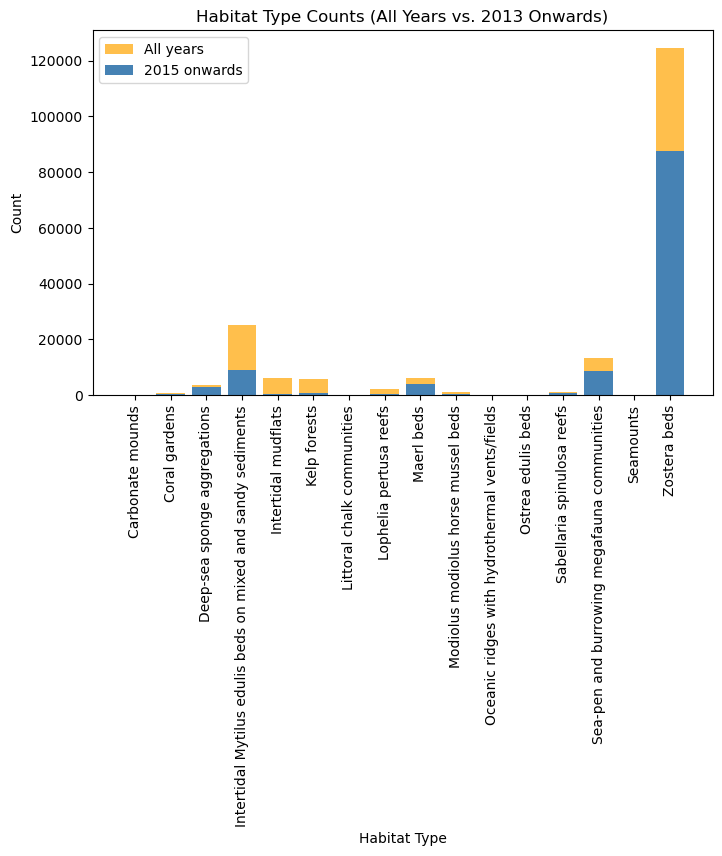 Habitat Type Counts (All Years vs. 2013 Onwards)
All years
2015 onwards
120000
100000
80000
60000
40000
20000
0
Count
Carbonate mounds
Coral gardens
Deep-sea sponge aggregations
Intertidal Mytilus edulis beds on mixed and sandy sediments
Intertidal mudflats
Kelp forests
Littoral chalk communities
Lophelia pertusa reefs
Maerl beds
Modiolus modiolus horse mussel beds
Oceanic ridges with hydrothermal vents/fields
Ostrea edulis beds
Sabellaria spinulosa reefs
Sea-pen and burrowing megafauna communities
Seamounts
Zostera beds
Habitat Type